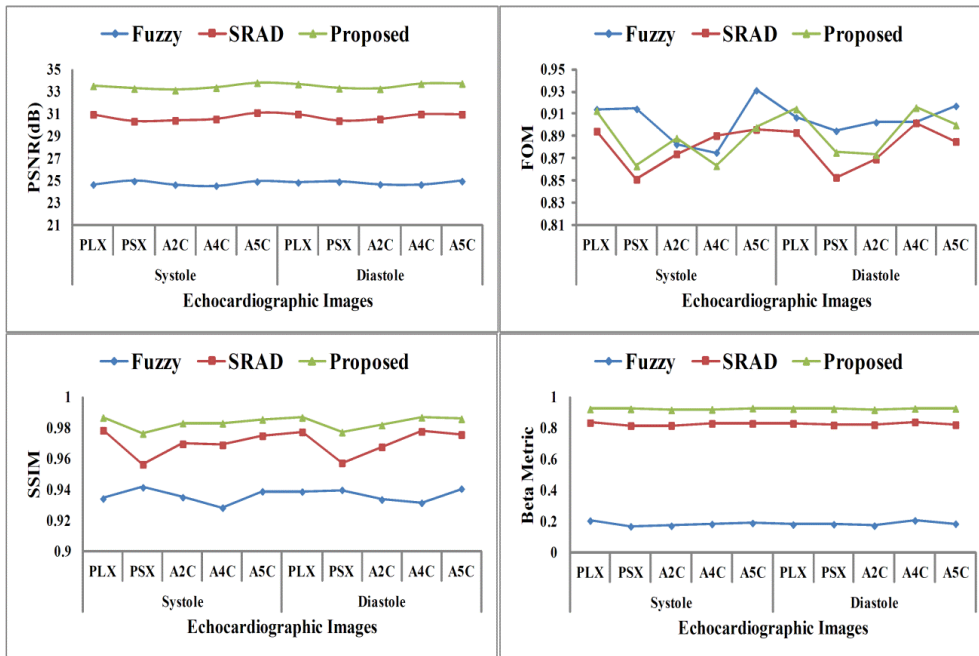 Fuzzy SRAD Proposed
PSNR(dB)
35
33
31
29
27
25
23
21
PLX PSX A2C A4C A5C PLX PSX A2C A4C A5C
Systole Diastole
Echocardiographic Images
Fuzzy SRAD Proposed
FOM
0.95
0.93
0.91
0.89
0.87
0.85
0.83
0.81
PLX PSX A2C A4C A5C PLX PSX A2C A4C A5C
Systole Diastole
Echocardiographic Images
Fuzzy SRAD Proposed
SSIM
1
0.98
0.96
0.94
0.92
0.9
PLX PSX A2C A4C A5C PLX PSX A2C A4C A5C
Systole Diastole
Echocardiographic Images
Fuzzy SRAD Proposed
Beta Metric
1
0.8
0.6
0.4
0.2
0
PLX PSX A2C A4C A5C PLX PSX A2C A4C A5C
Systole Diastole
Echocardiographic Images